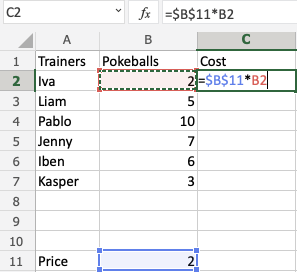 C2 fx =$B$11*B2
A B C
1 Trainers Pokeballs Cost
2 Iva 2 =$B$11*B2
3 Liam 5
4 Pablo 10
5 Jenny 7
6 Iben 6
7 Kasper 3
8
9
10
11 Price 2